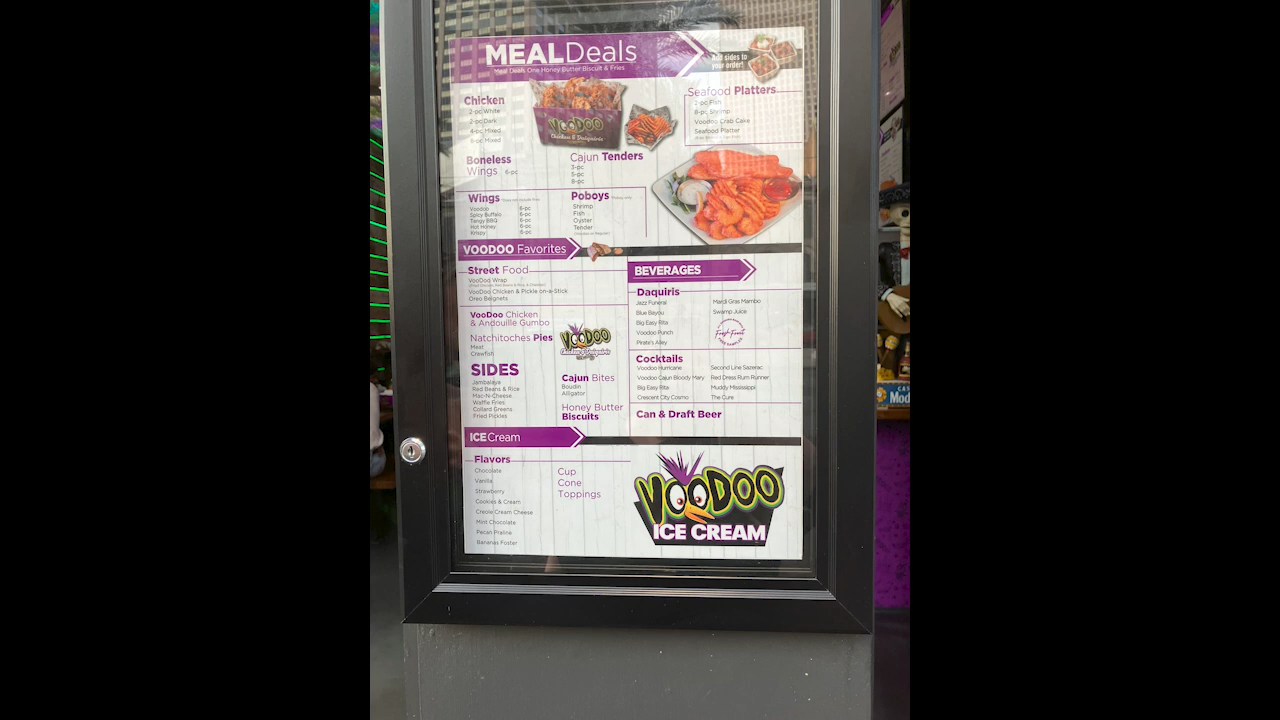 MEAL Deals
Meal Deals One Honey Butter Biscuit & Fries
Add sides to
your order!
Chicken
2-pc White
2-pc Dark
4-pc Mixed
8-pc Mixed
VOODOO
Chicken & Daiquiris
Seafood Platters
2-pc Fish
8-pc Shrimp
Voodoo Crab Cake
Seafood Platter
Boneless
Wings 6-pc
Cajun Tenders
3-pc
5-pc
8-pc
Wings
Voodoo 6-pc
Spicy Buffalo 6-pc
Tangy BBQ 6-pc
Hot Honey 6-pc
Krispy 6-pc
Poboys
Shrimp
Fish
Oyster
Tender
VOODOO Favorites
Street Food
VooDoo Wrap
VooDoo Chicken & Pickle on-a-Stick
Oreo Beignets
VooDoo Chicken
& Andouille Gumbo
Natchitoches Pies
Meat
Crawfish
VOODOO
Chicken & Daiquiris
SIDES
Jambalaya
Red Beans & Rice
Mac-N-Cheese
Waffle Fries
Collard Greens
Fried Pickles
Cajun Bites
Boudin
Alligator
Honey Butter
Biscuits
BEVERAGES
Daquiris
Jazz Funeral
Blue Bayou
Big Easy Rita
Voodoo Punch
Pirate's Alley
Mardi Gras Mambo
Swamp Juice
Cocktails
Voodoo Hurricane
Voodoo Cajun Bloody Mary
Big Easy Rita
Crescent City Cosmo
Second Line Sazerac
Red Dress Rum Runner
Muddy Mississippi
The Cure
Can & Draft Beer
ICE Cream
Flavors
Chocolate
Vanilla
Strawberry
Cookies & Cream
Creole Cream Cheese
Mint Chocolate
Pecan Praline
Bananas Foster
Cup
Cone
Toppings
VOODOO
ICE CREAM
Mod